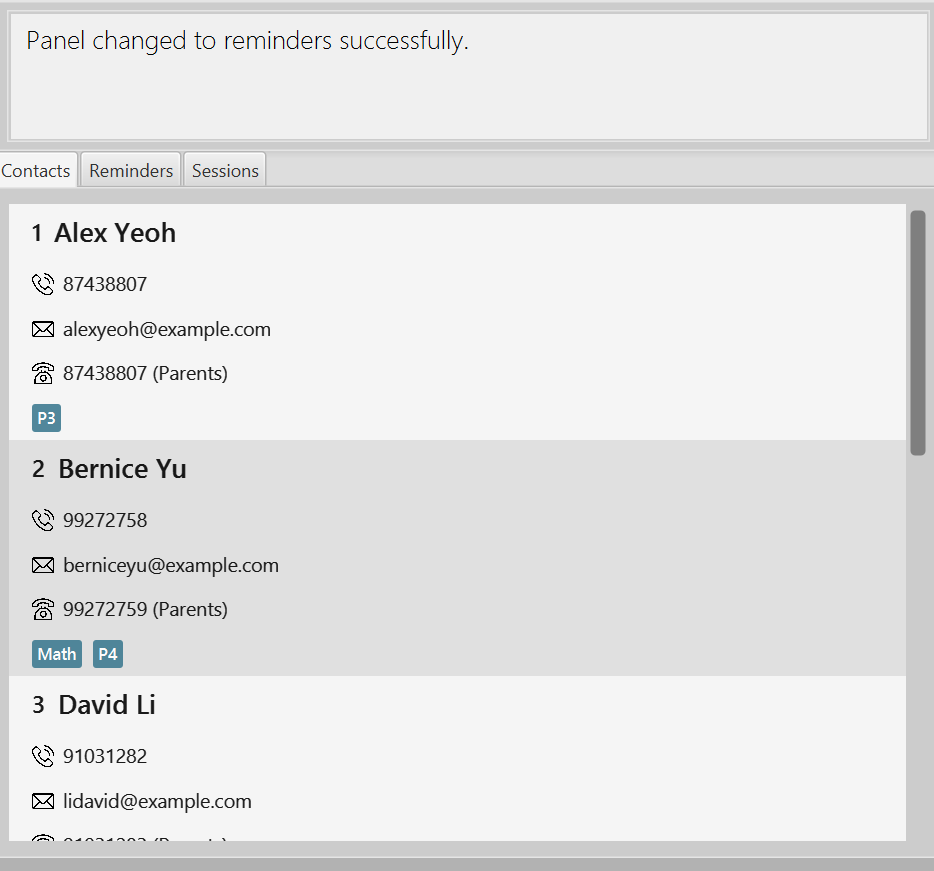 Panel changed to reminders successfully.
Contacts Reminders Sessions
1 Alex Yeoh
87438807
alexyeoh@example.com
87438807 (Parents)
P3
2 Bernice Yu
99272758
berniceyu@example.com
99272759 (Parents)
Math P4
3 David Li
91031282
lidavid@example.com